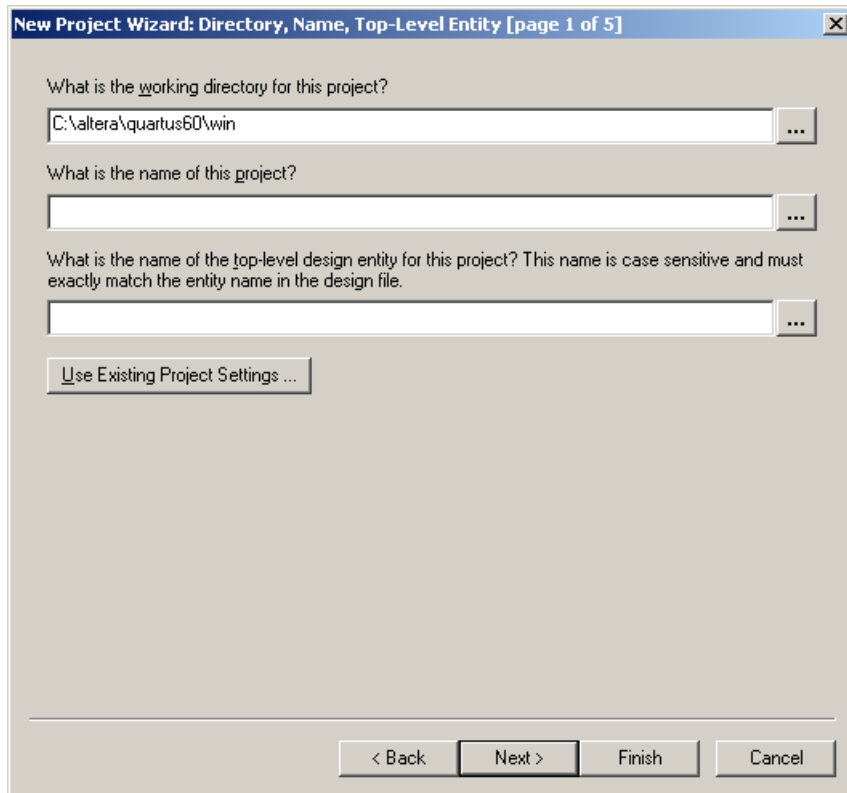 New Project Wizard: Directory, Name, Top-Level Entity [page 1 of 5]
What is the working directory for this project?
C:\altera\quartus60\win
...
What is the name of this project?
...
What is the name of the top-level design entity for this project? This name is case sensitive and must
exactly match the entity name in the design file.
...
Use Existing Project Settings ...
< Back Next > Finish Cancel